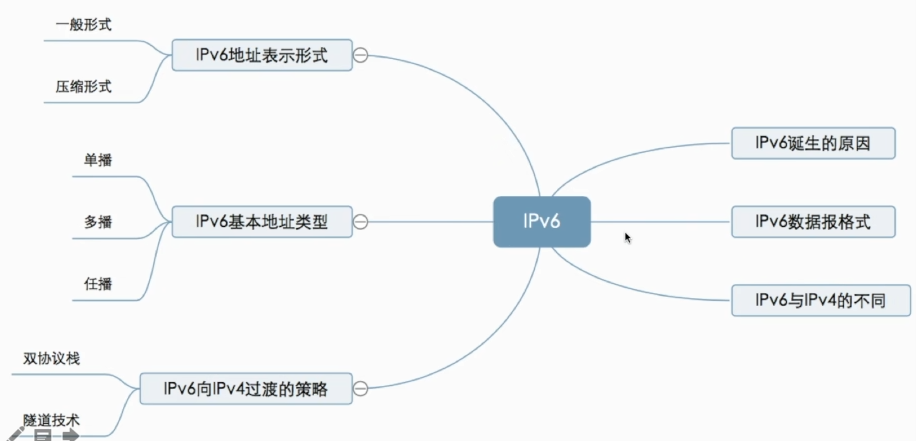 一般形式
IPv6地址表示形式
压缩形式
单播
IPv6基本地址类型
多播
任播
双协议栈
IPv6向IPv4过渡的策略
隧道技术
IPv6
IPv6诞生的原因
IPv6数据报格式
IPv6与IPv4的不同